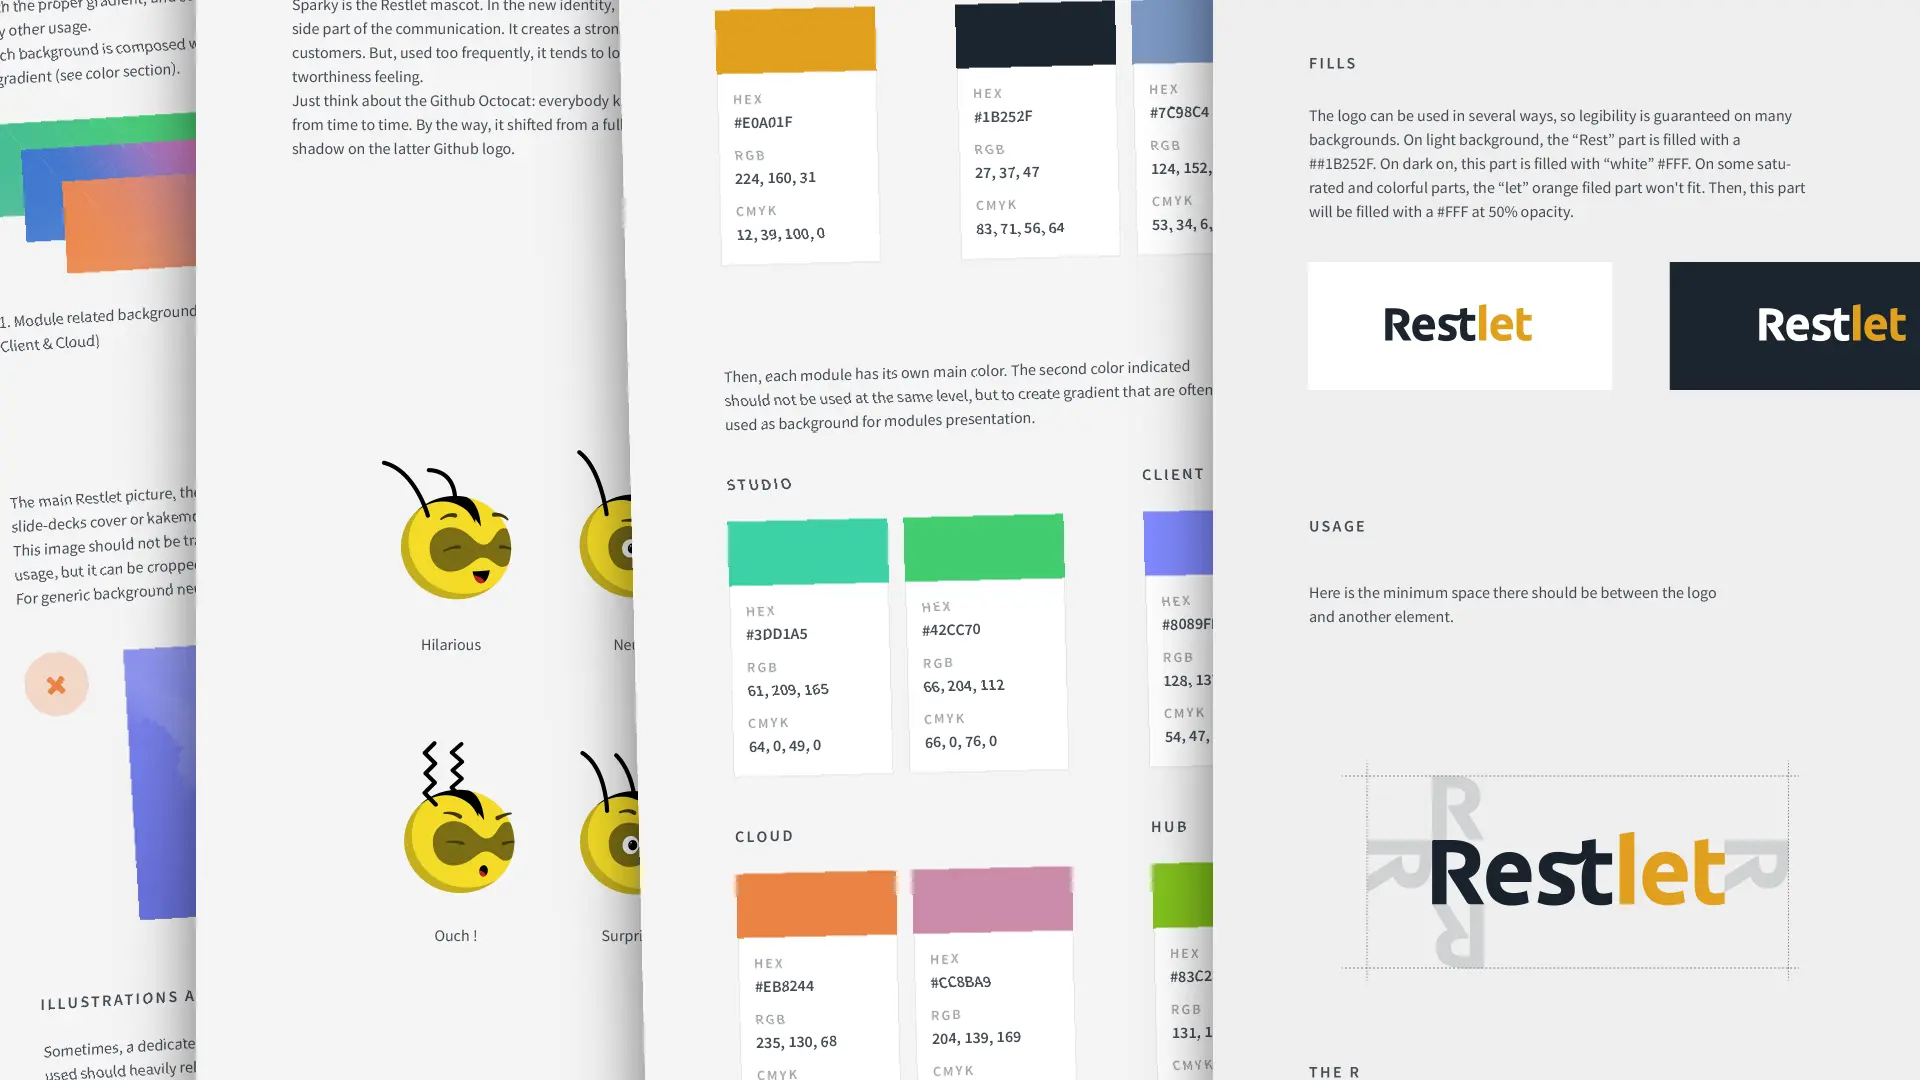 the proper gradient, and
other usage.
ch background is composed
gradient (see color section).
1. Module related background
Client & Cloud)
The main Restlet picture, the
slide-decks cover or
This image should not be
usage, but it can be cropped
For generic background
ILLUSTRATIONS A
Sometimes, a dedicate
used should heavily
Sparky is the Restlet mascot. In the new identity,
side part of the communication. It creates a
customers. But, used too frequently, it tends to
tworthiness feeling.
Just think about the Github Octocat: everybody
from time to time. By the way, it shifted from a
shadow on the latter Github logo.
Hilarious
Ouch !
HEX
#E0A01F
RGB
224, 160, 31
CMYK
12, 39, 100, 0
HEX
#1B252F
RGB
27, 37, 47
CMYK
83, 71, 56, 64
HEX
#7C98C4
RGB
124, 152,
CMYK
53, 34, 6,
Then, each module has its own main color. The second color indicated
should not be used at the same level, but to create gradient that are often
used as background for modules presentation.
STUDIO
HEX
#3DD1A5
RGB
61, 209, 165
CMYK
64, 0, 49, 0
HEX
#42CC70
RGB
66, 204, 112
CMYK
66, 0, 76, 0
CLIENT
HEX
#8089F
RGB
128, 13
CMYK
54, 47,
CLOUD
HEX
#EB8244
RGB
235, 130, 68
CMYK
HEX
#CC8BA9
RGB
204, 139, 169
CMYK
HUB
HEX
#83C2
RGB
131, 1
CMYK
FILLS
The logo can be used in several ways, so legibility is guaranteed on many
backgrounds. On light background, the “Rest” part is filled with a
##1B252F. On dark on, this part is filled with “white” #FFF. On some satu-
rated and colorful parts, the “let” orange filed part won't fit. Then, this part
will be filled with a #FFF at 50% opacity.
Restlet
Restlet
USAGE
Here is the minimum space there should be between the logo
and another element.
R
R Restlet R
R
THE R